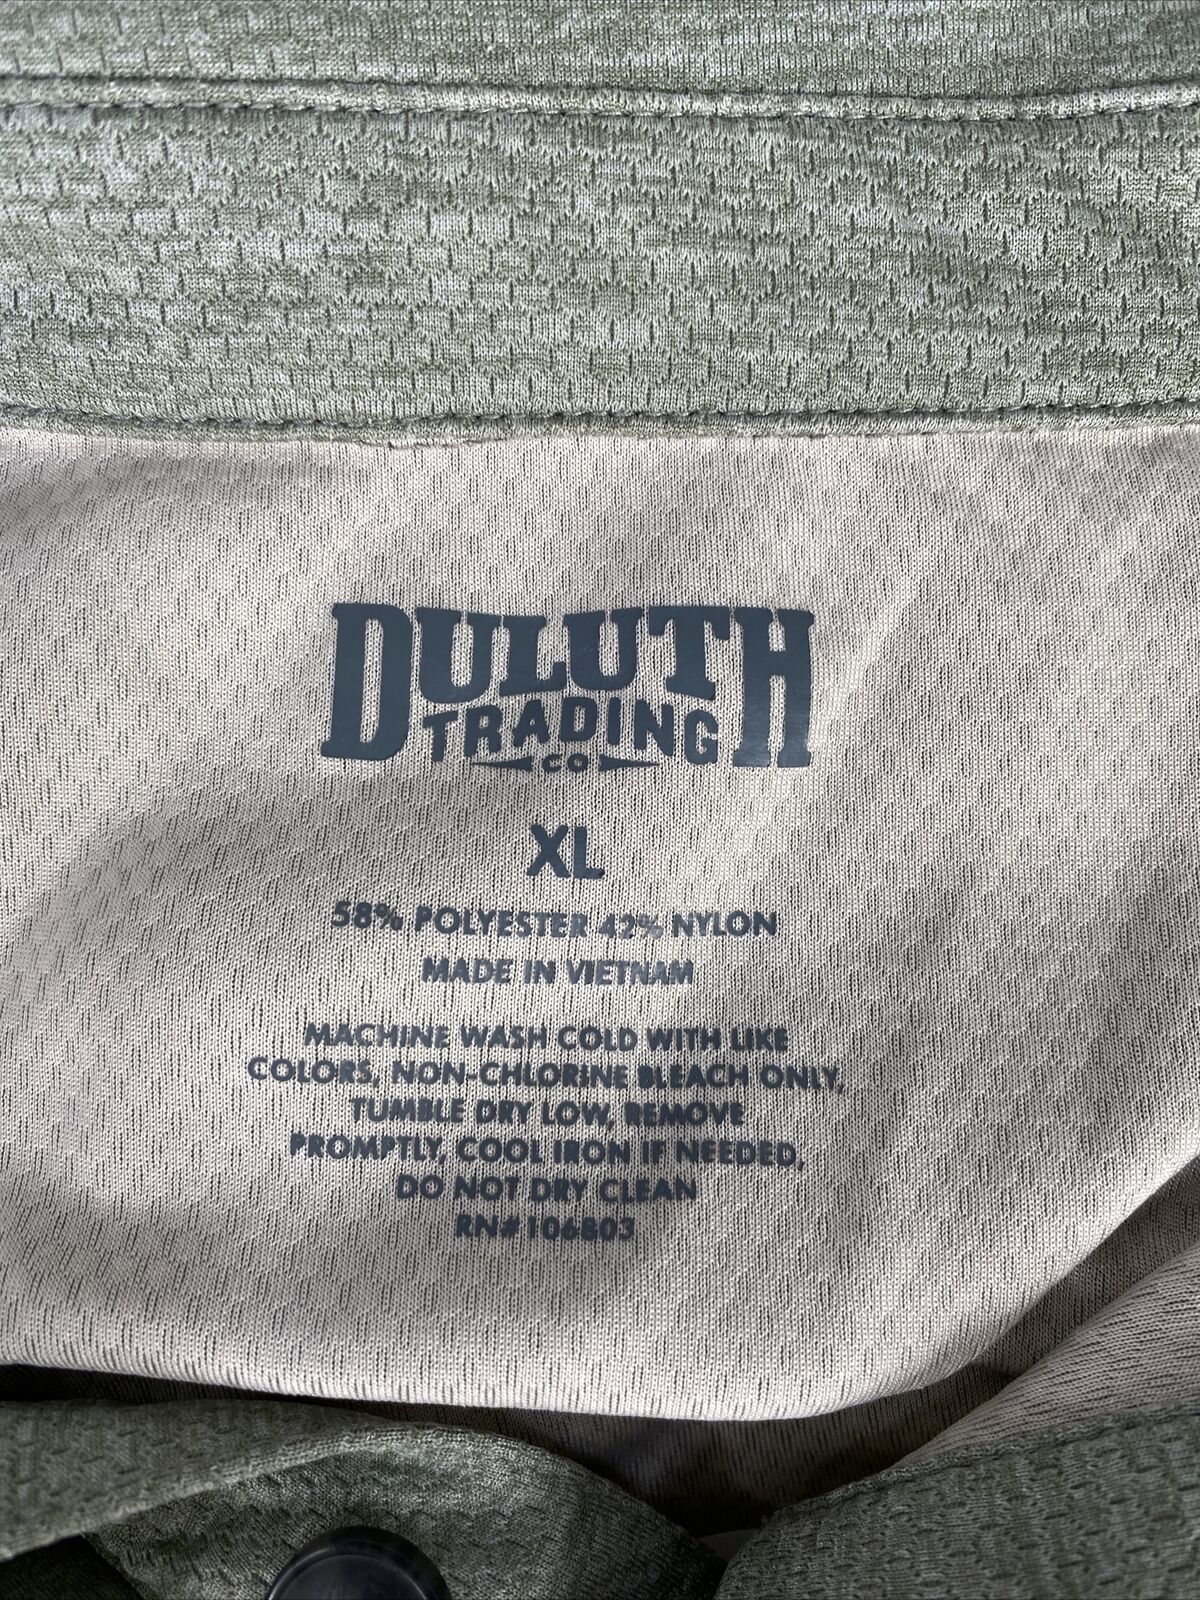 DULUTH
TRADING
CO
XL
58% POLYESTER 42% NYLON
MADE IN VIETNAM
MACHINE WASH COLD WITH LIKE
COLORS, NON-CHLORINE BLEACH ONLY,
TUMBLE DRY LOW, REMOVE
PROMPTLY, COOL IRON IF NEEDED,
DO NOT DRY CLEAN
RN# 106803